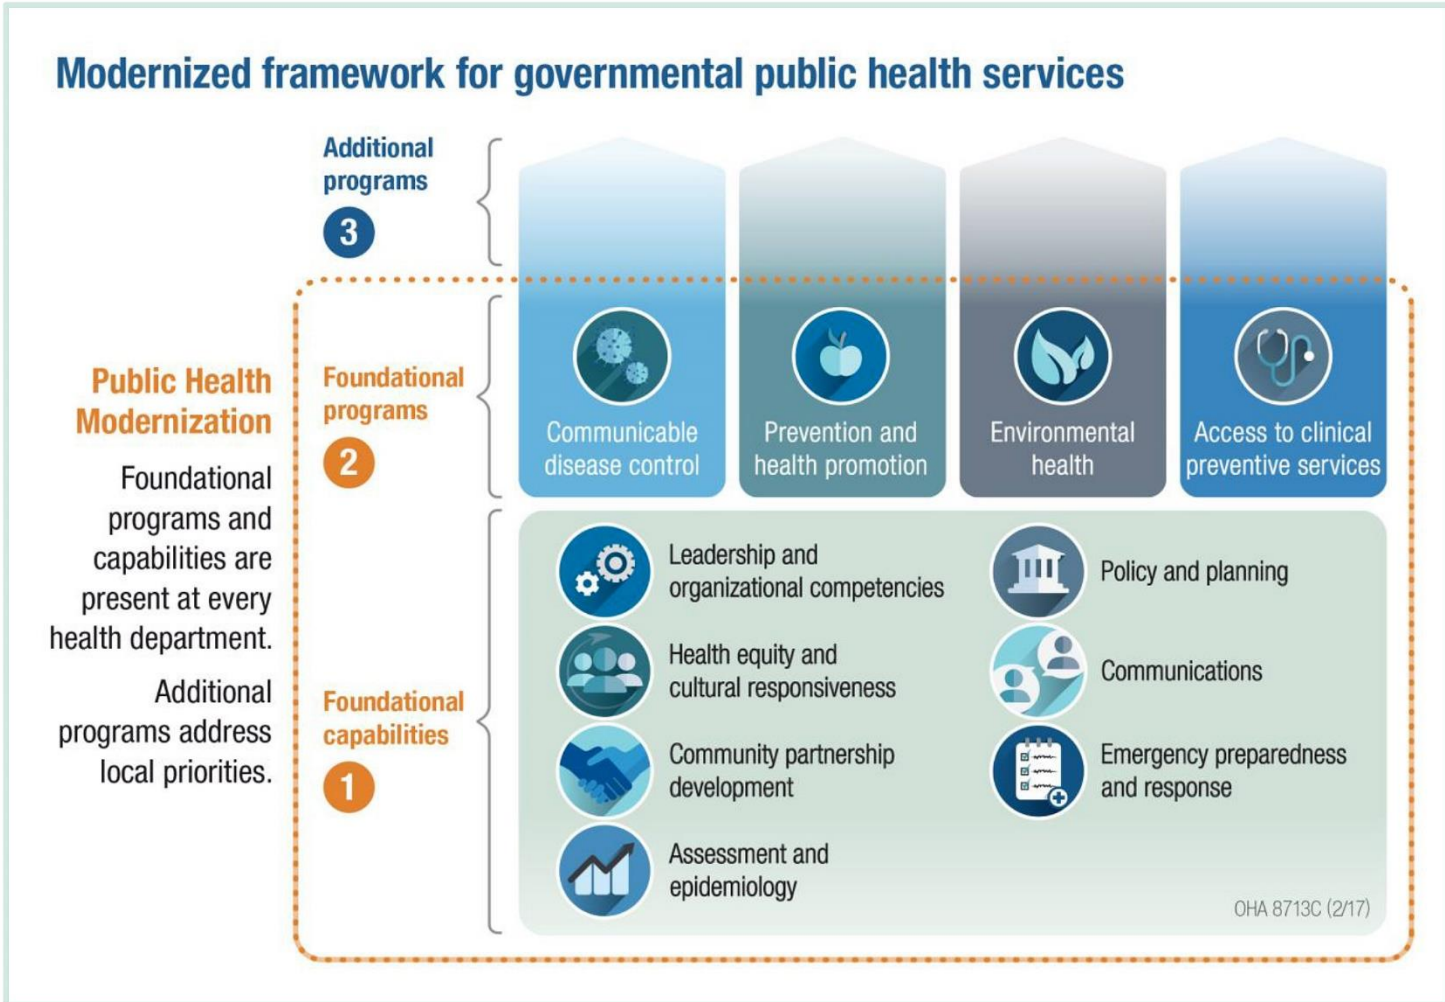 Modernized framework for governmental public health services
Additional
programs
3
Public Health
Modernization
Foundational
programs and
capabilities are
present at every
health department.
Additional
programs address
local priorities.
Foundational
programs
2
Communicable
disease control
Prevention and
health promotion
Environmental
health
Access to clinical
preventive services
Foundational
capabilities
1
Leadership and
organizational competencies
Health equity and
cultural responsiveness
Community partnership
development
Assessment and
epidemiology
Policy and planning
Communications
Emergency preparedness
and response
OHA 8713C (2/17)